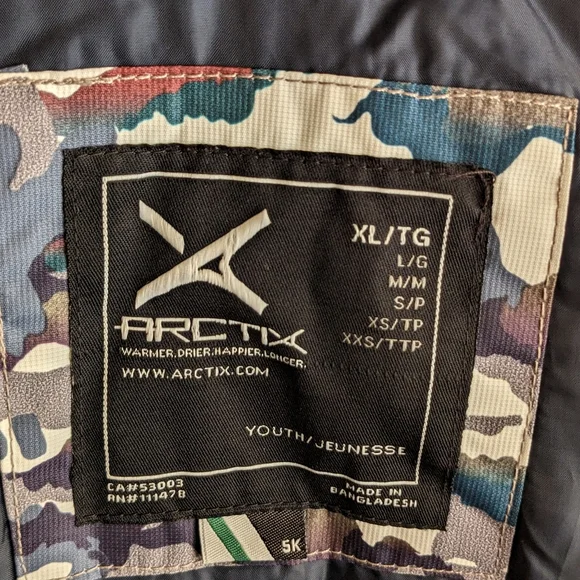 XL/TG
L/G
M/M
S/P
XS/TP
XXS/TTP
ARCTIX
WARMER.DRIER.HAPPIER.LONGER.
WWW.ARCTIX.COM
YOUTH/JEUNESSE
CA#53003
RN#111478
MADE IN
BANGLADESH
5K